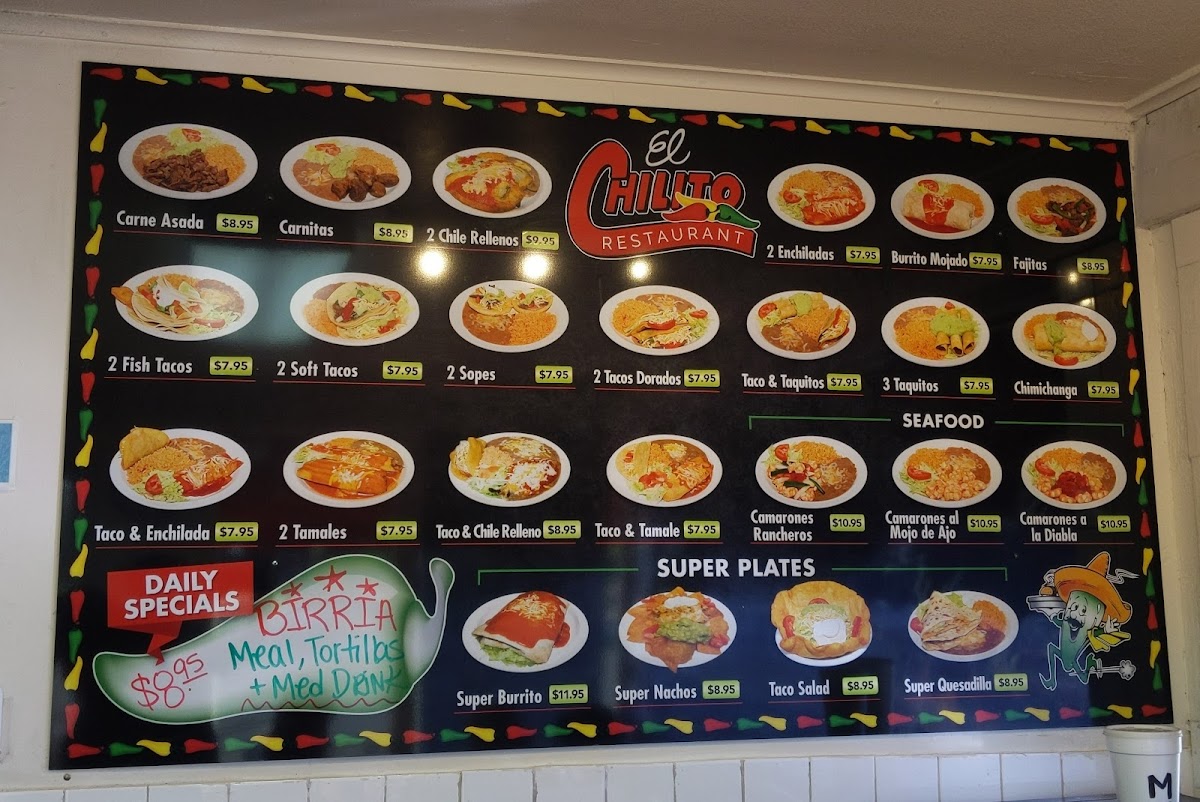 El
CHILITO
RESTAURANT
Carne Asada $8.95
Carnitas $8.95
2 Chile Rellenos $9.95
2 Enchiladas $7.95
Burrito Mojado $7.95
Fajitas $8.95
2 Fish Tacos $7.95
2 Soft Tacos $7.95
2 Sopes $7.95
2 Tacos Dorados $7.95
Taco & Taquitos $7.95
3 Taquitos $7.95
Chimichanga $7.95
Taco & Enchilada $7.95
2 Tamales $7.95
Taco & Chile Relleno $8.95
Taco & Tamale $7.95
SEAFOOD
Camarones
Rancheros $10.95
Camarones al
Mojo de Ajo $10.95
Camarones a
la Diabla $10.95
DAILY
SPECIALS
BIRRIA
Meal, Tortillas
+ Med Drink
$8.95
SUPER PLATES
Super Burrito $11.95
Super Nachos $8.95
Taco Salad $8.95
Super Quesadilla $8.95
M